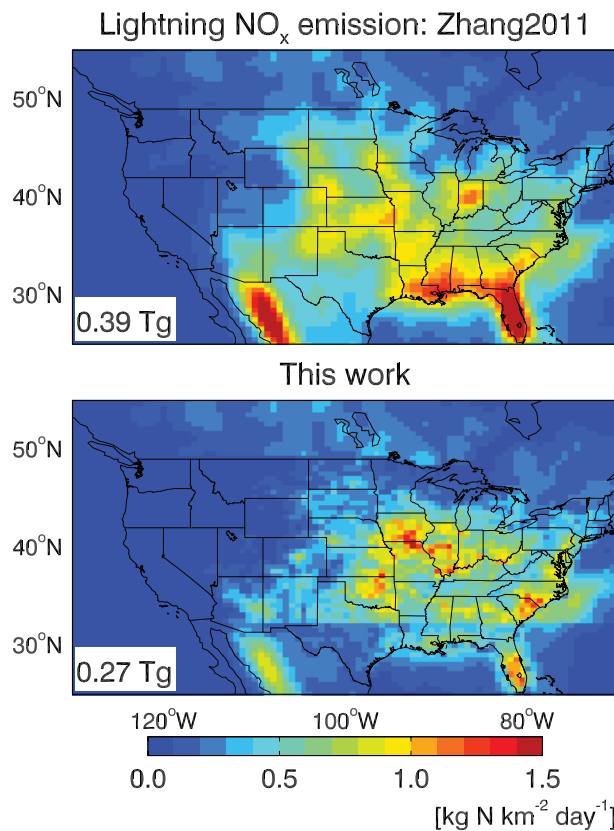 Lightning NOₓ emission: Zhang2011
50°N
40°N
30°N
0.39 Tg
This work
50°N
40°N
30°N
0.27 Tg
120°W 100°W 80°W
0.0 0.5 1.0 1.5
[kg N km⁻² day⁻¹]